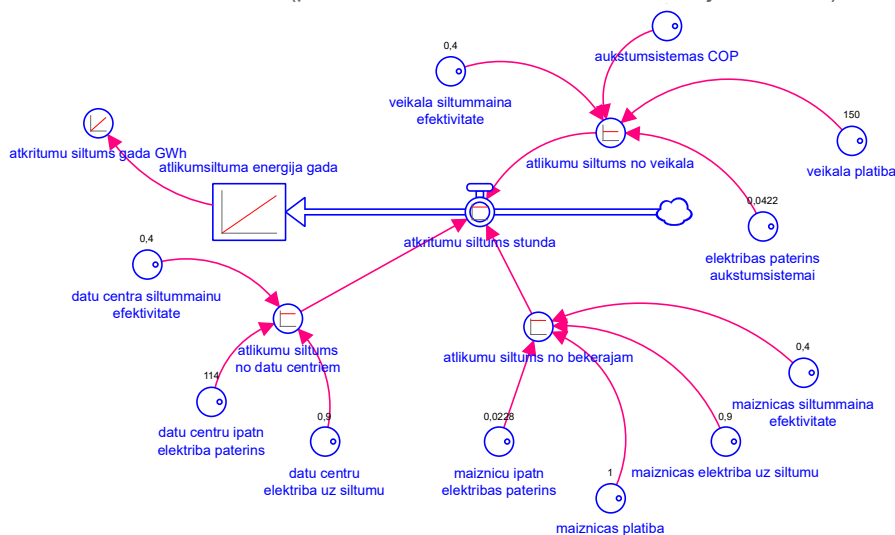 aukstumsistemas COP
0,4
veikala siltummaina
efektivitate
150
veikala platiba
atkritumu siltums gada GWh
atlikumu siltums no veikala
atlikumsiltuma energija gada
0,0422
elektribas paterins
aukstumsistemai
atkritumu siltums stunda
0,4
datu centra siltummainu
efektivitate
atlikumu siltums
no datu centriem
atlikumu siltums no bekerajam
114
datu centru ipatn
elektriba paterins
0,9
datu centru
elektriba uz siltumu
0,0228
maiznicu ipatn
elektribas paterins
1
maiznicas platiba
0,9
maiznicas elektriba uz siltumu
0,4
maiznicas siltummaina
efektivitate